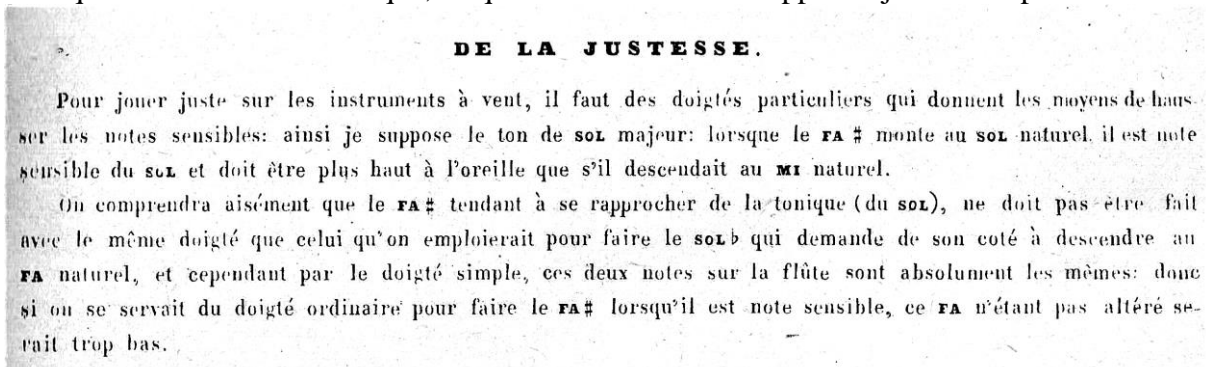 DE LA JUSTESSE.
Pour jouer juste sur les instruments à vent, il faut des doigtés particuliers qui donnent les moyens de haus-
ser les notes sensibles: ainsi je suppose le ton de SOL majeur: lorsque le FA ♯ monte au SOL naturel. il est note
sensible du SOL et doit être plus haut à l'oreille que s'il descendait au MI naturel.
On comprendra aisément que le FA♯ tendant à se rapprocher de la tonique (du SOL), ne doit pas être fait
avec le même doigté que celui qu'on emploierait pour faire le SOL♭ qui demande de son coté à descendre au
FA naturel, et cependant par le doigté simple, ces deux notes sur la flûte sont absolument les mêmes: donc
si on se servait du doigté ordinaire pour faire le FA♯ lorsqu'il est note sensible, ce FA n'étant pas altéré se-
rait trop bas.